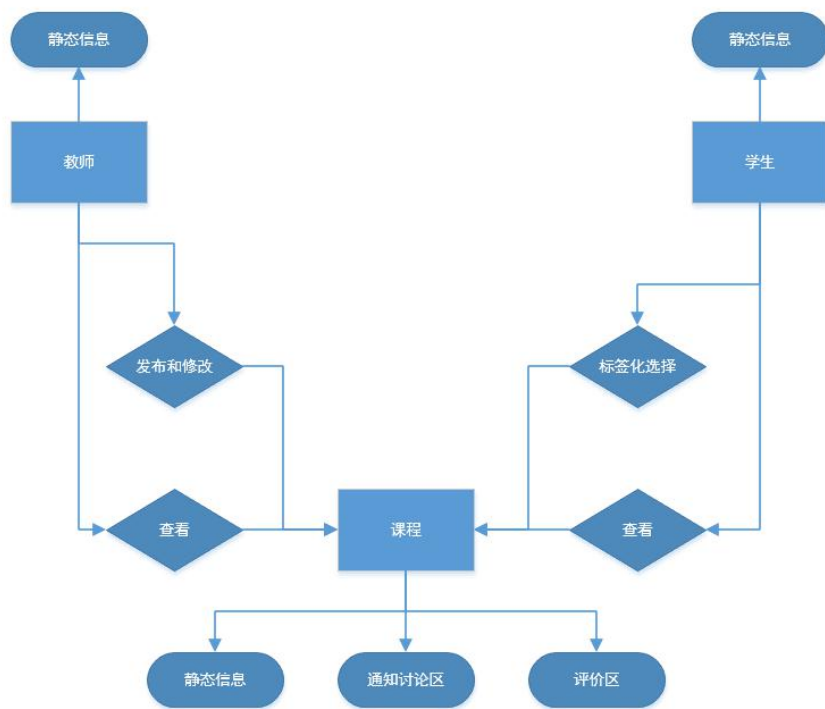 静态信息
静态信息
教师
学生
发布和修改
标签化选择
查看
课程
查看
静态信息
通知讨论区
评价区